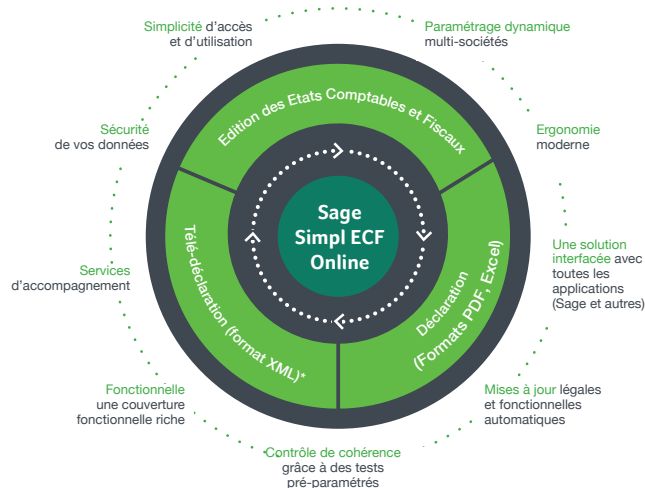 Simplicité d'accès
et d'utilisation
Paramétrage dynamique
multi-sociétés
Sécurité
de vos données
Ergonomie
moderne
Edition des Etats Comptables et Fiscaux
Sage
Simpl ECF
Online
Télé-déclaration (format XML)*
Déclaration
(Formats PDF, Excel)
Services
d'accompagnement
Une solution
interfacée avec
toutes les
applications
(Sage et autres)
Fonctionnelle
une couverture
fonctionnelle riche
Mises à jour légales
et fonctionnelles
automatiques
Contrôle de cohérence
grâce à des tests
pré-paramétrés